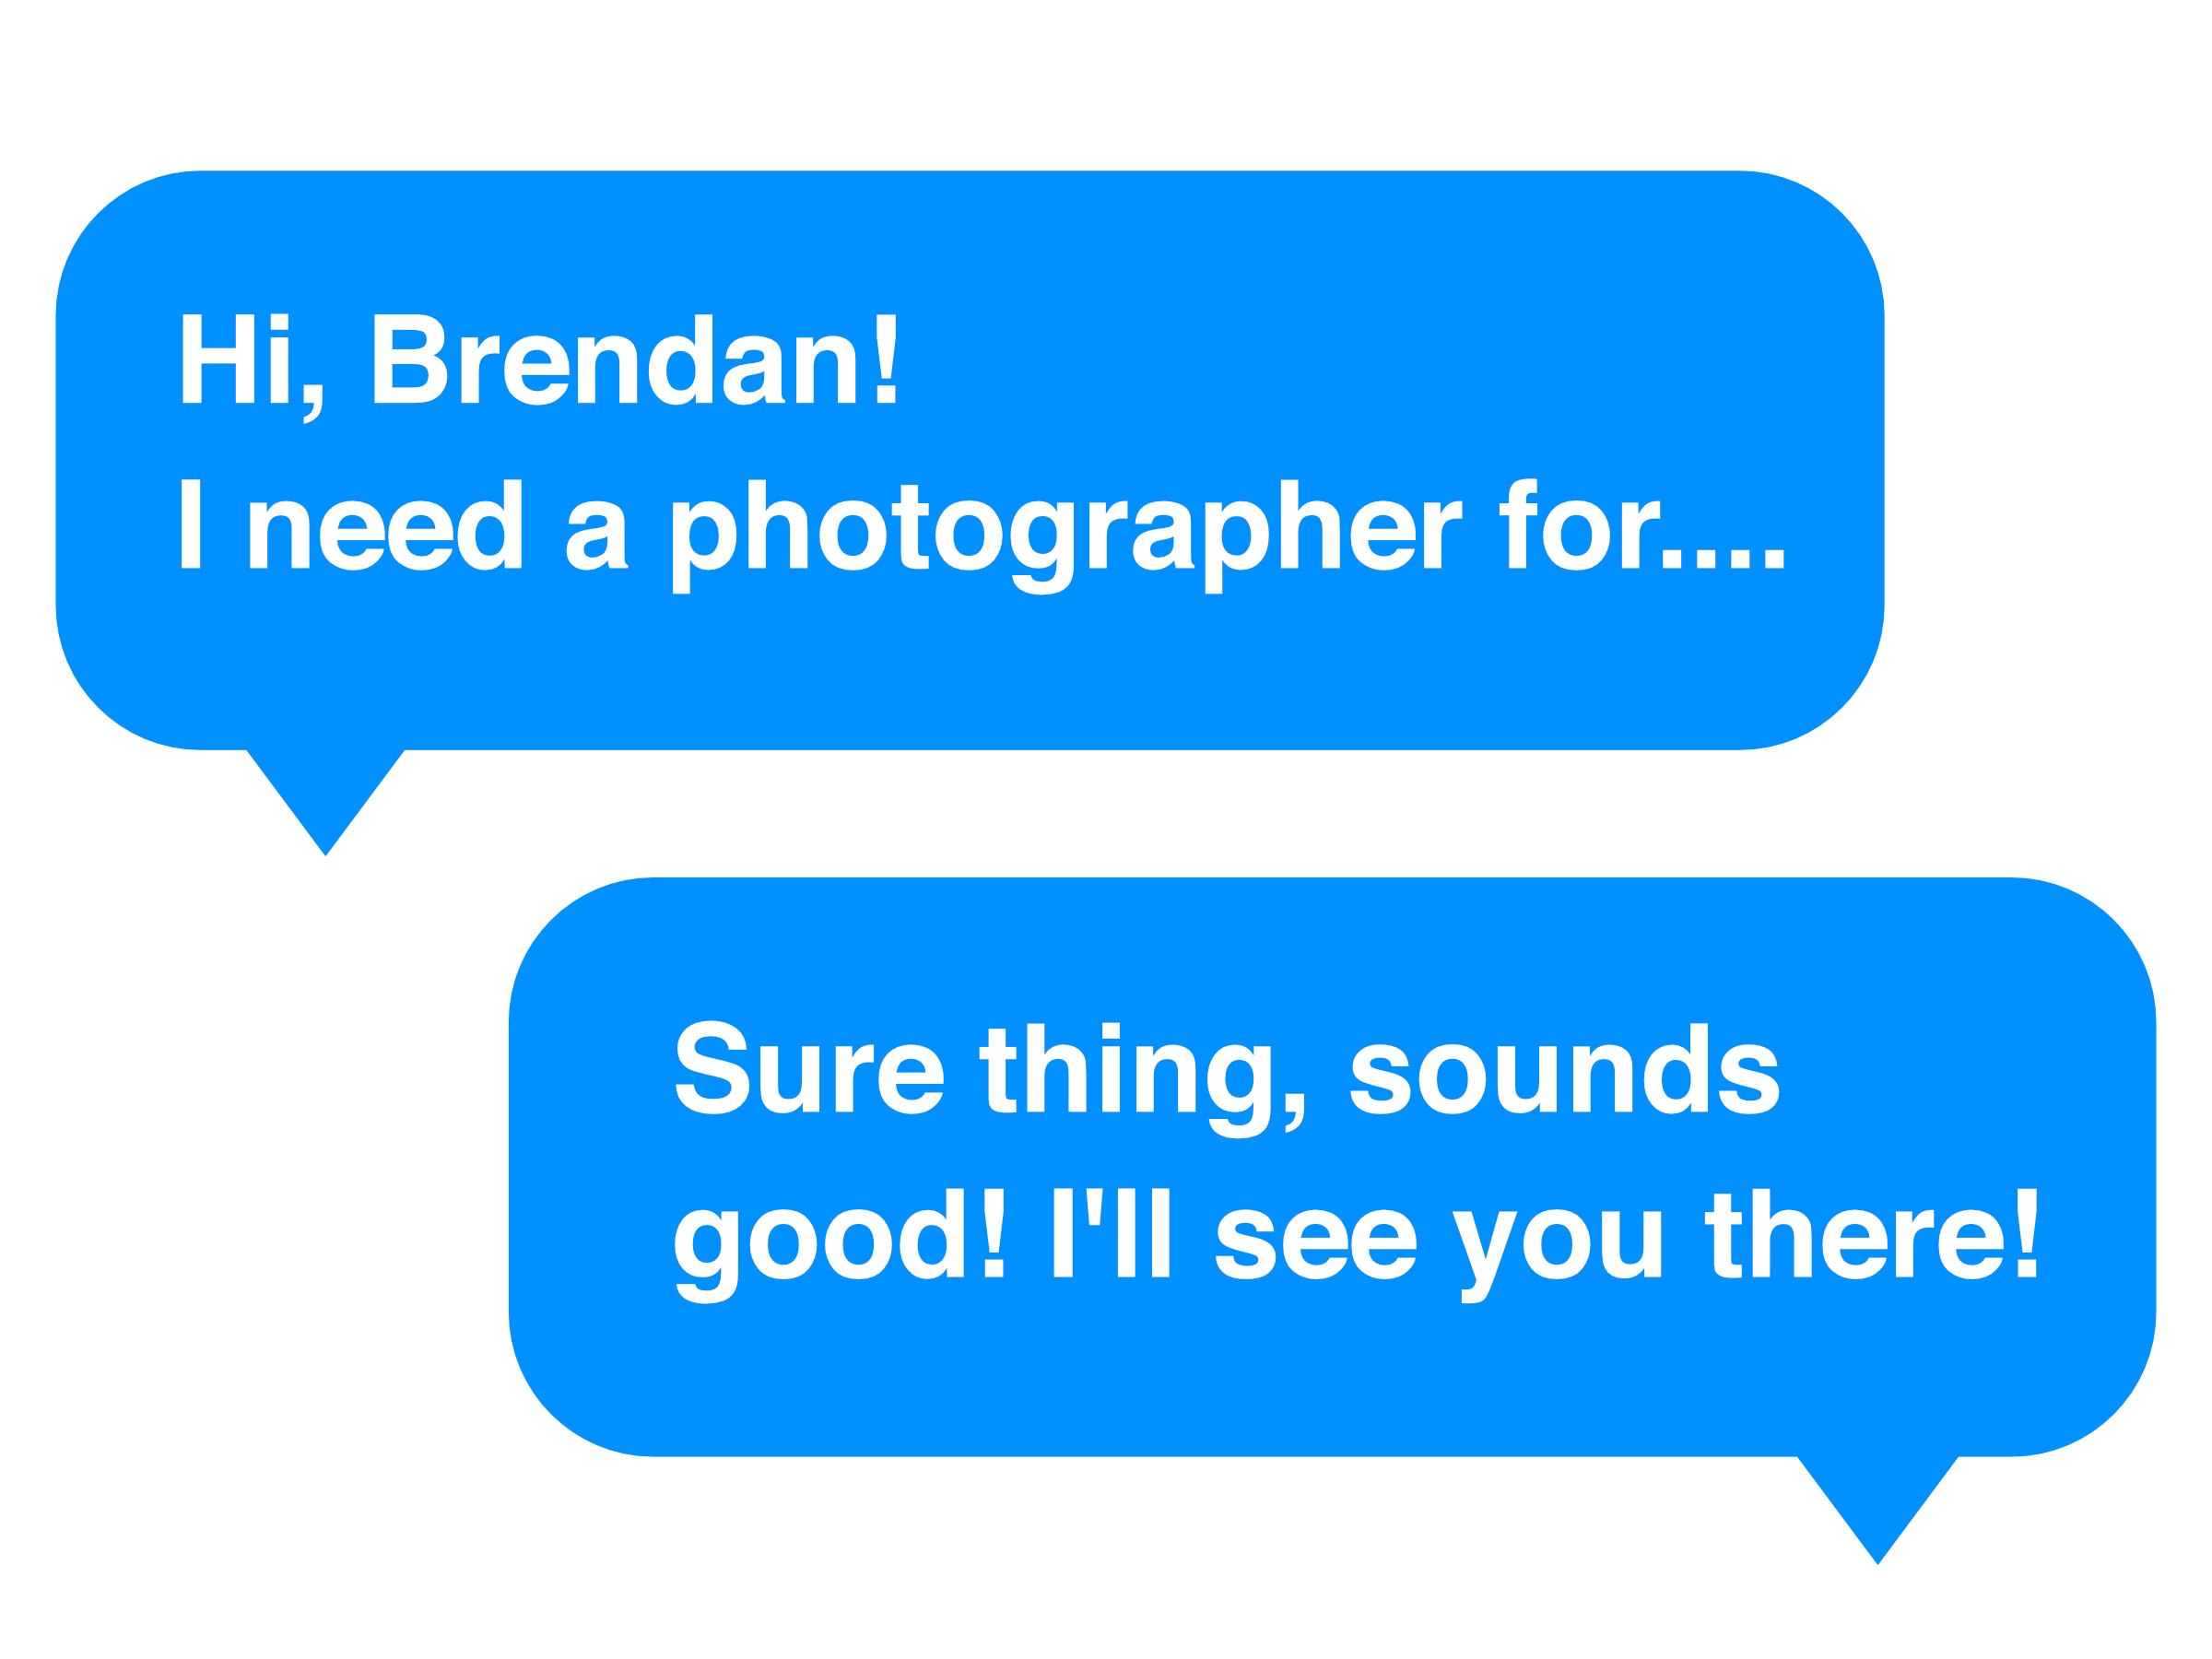 Hi, Brendan!
I need a photographer for....
Sure thing, sounds
good! I'll see you there!